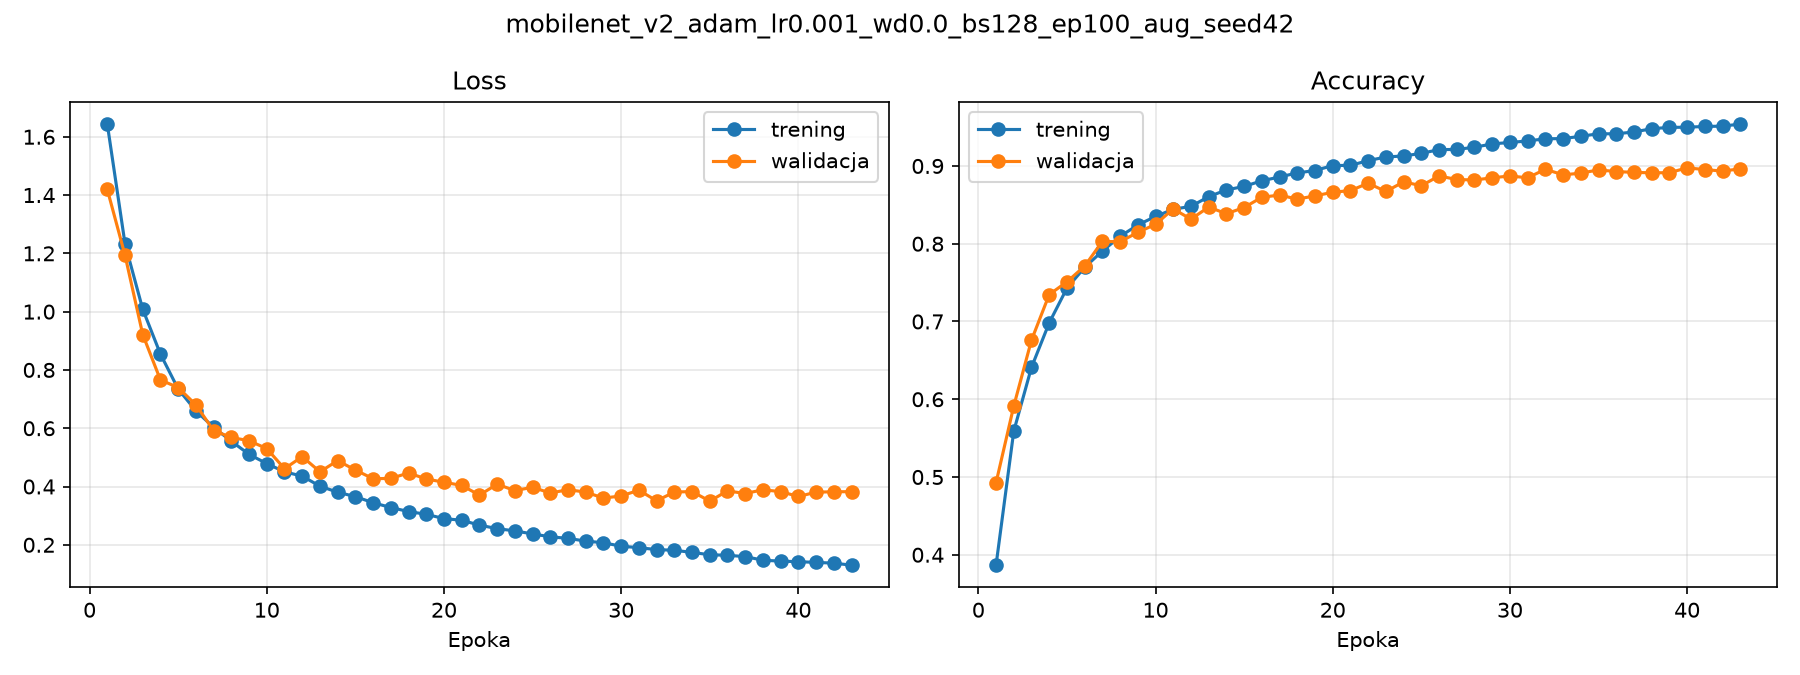 mobilenet_v2_adam_lr0.001_wd0.0_bs128_ep100_aug_seed42
Loss
trening
walidacja
1.6
1.4
1.2
1.0
0.8
0.6
0.4
0.2
0 10 20 30 40
Epoka
Accuracy
trening
walidacja
0.9
0.8
0.7
0.6
0.5
0.4
0 10 20 30 40
Epoka